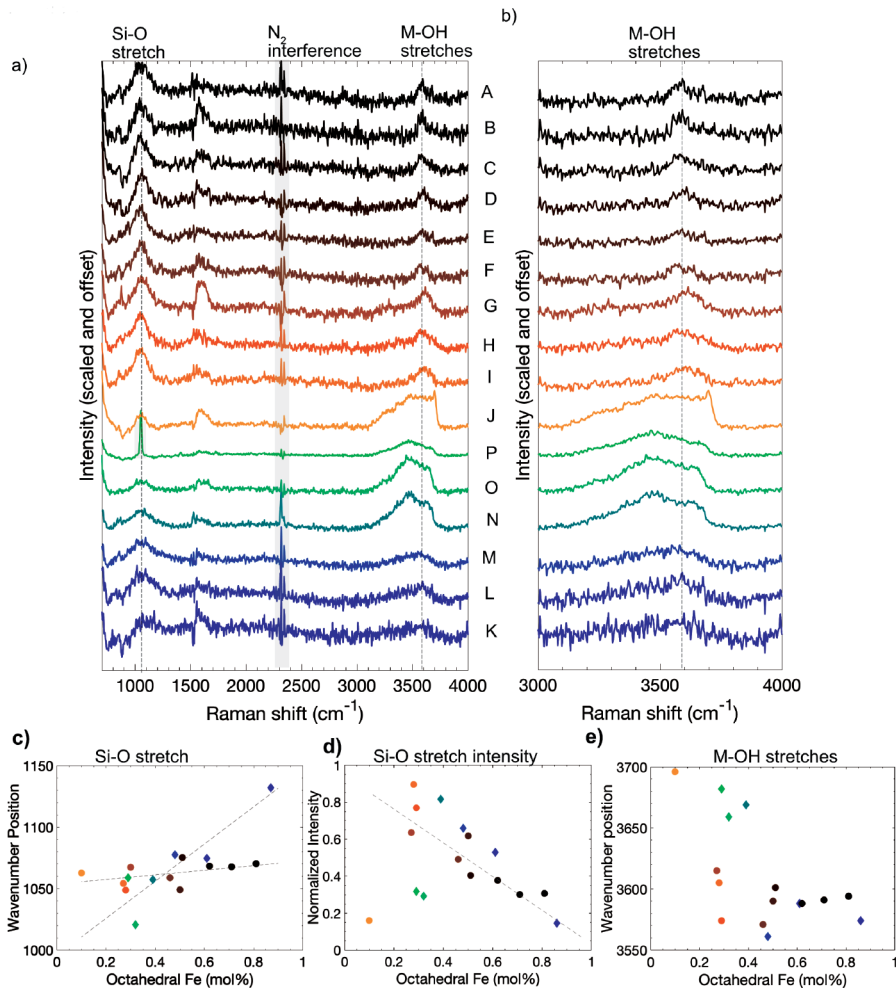 Si-O
stretch
N2
interference
M-OH
stretches
b)
M-OH
stretches
a)
A
B
C
D
E
F
G
H
I
J
P
O
N
M
L
K
Intensity (scaled and offset)
Intensity (scaled and offset)
1000 1500 2000 2500 3000 3500 4000
Raman shift (cm-1)
3000 3500 4000
Raman shift (cm-1)
c)
Si-O stretch
Wavenumber Position
1150
1100
1050
1000
0 0.2 0.4 0.6 0.8 1
Octahedral Fe (mol%)
d)
Si-O stretch intensity
Normalized Intensity
1
0.8
0.6
0.4
0.2
0
0 0.2 0.4 0.6 0.8 1
Octahedral Fe (mol%)
e)
M-OH stretches
Wavenumber position
3700
3650
3600
3550
0 0.2 0.4 0.6 0.8 1
Octahedral Fe (mol%)